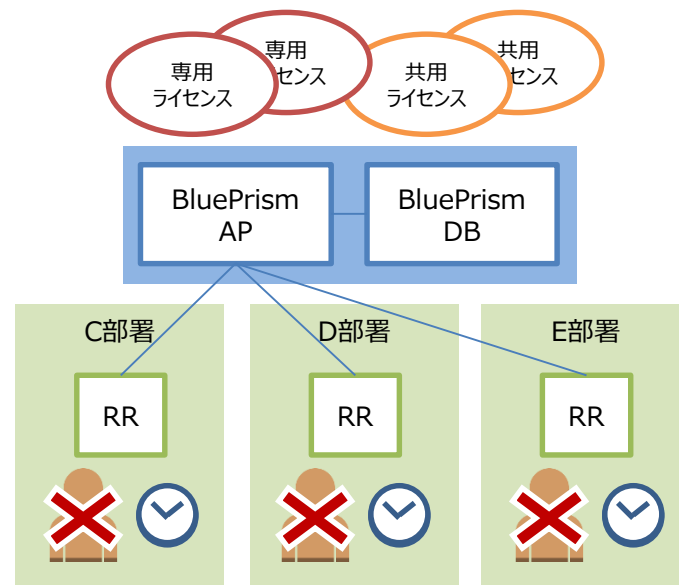 専用
ライセンス
専用
センス
共用
ライセンス
共用
センス
BluePrism
AP
BluePrism
DB
C部署
D部署
E部署
RR
RR
RR